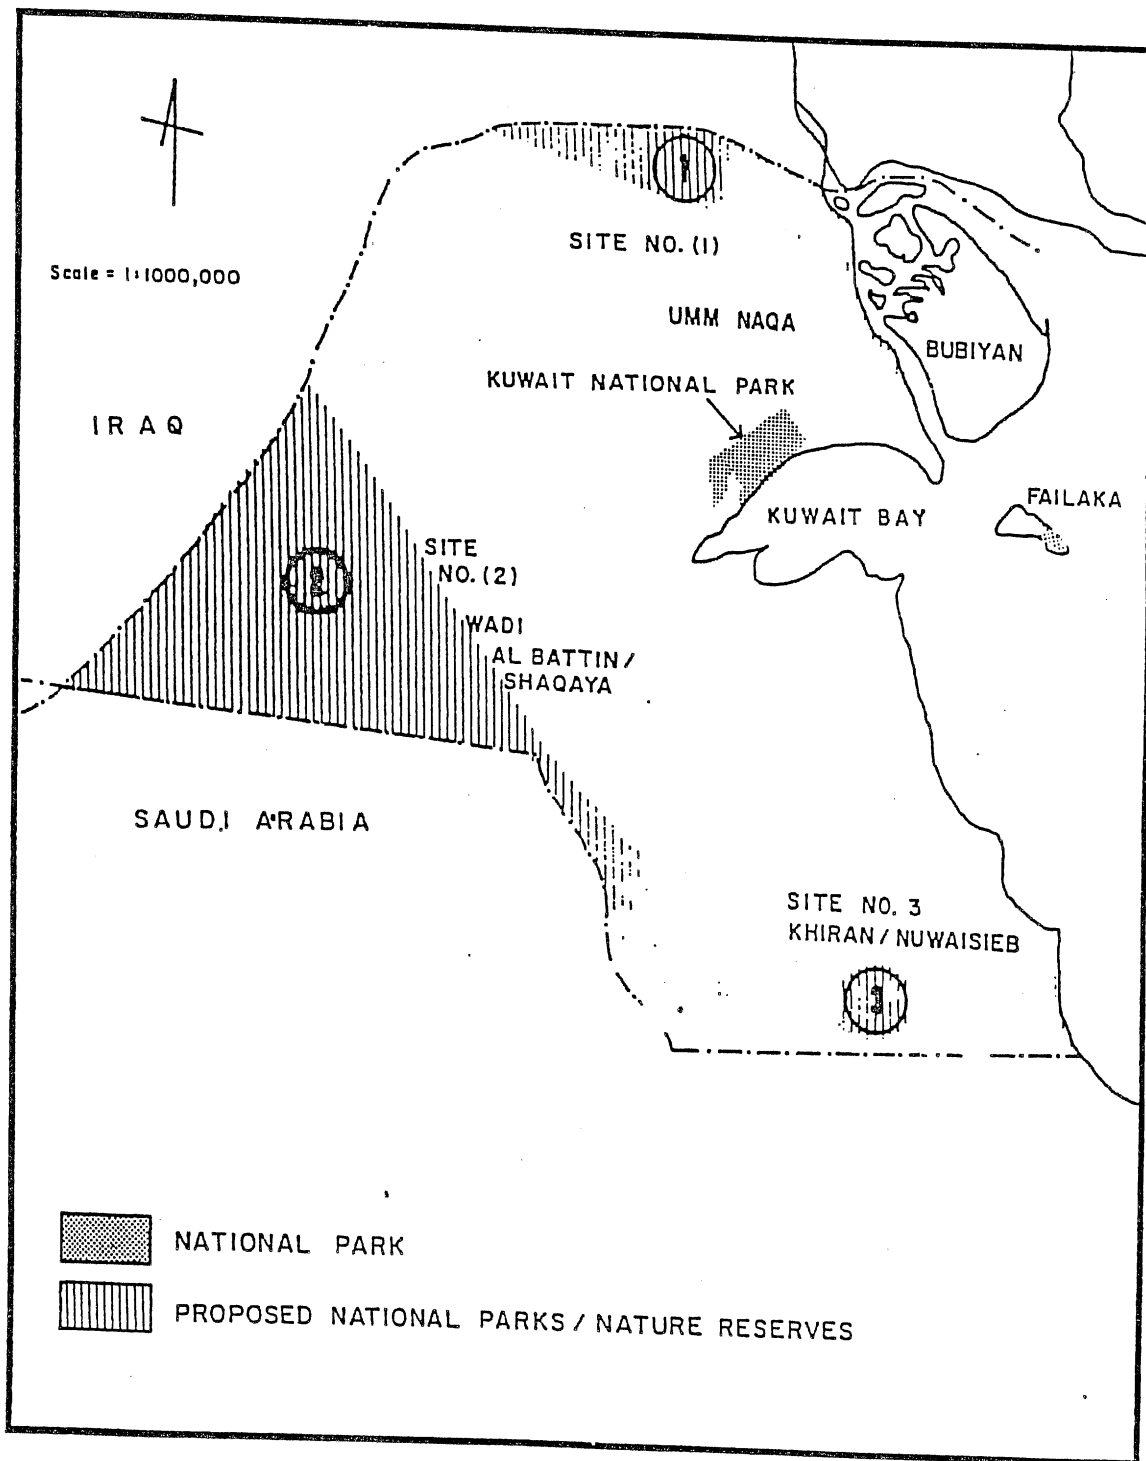 SITE NO. (1)
Scale = 1:1000,000
UMM NAQA
BUBIYAN
KUWAIT NATIONAL PARK
IRAQ
FAILAKA
KUWAIT BAY
SITE
NO. (2)
2
WADI
AL BATTIN/
SHAQAYA
SAUDI ARABIA
SITE NO. 3
KHIRAN/NUWAISIEB
NATIONAL PARK
PROPOSED NATIONAL PARKS / NATURE RESERVES